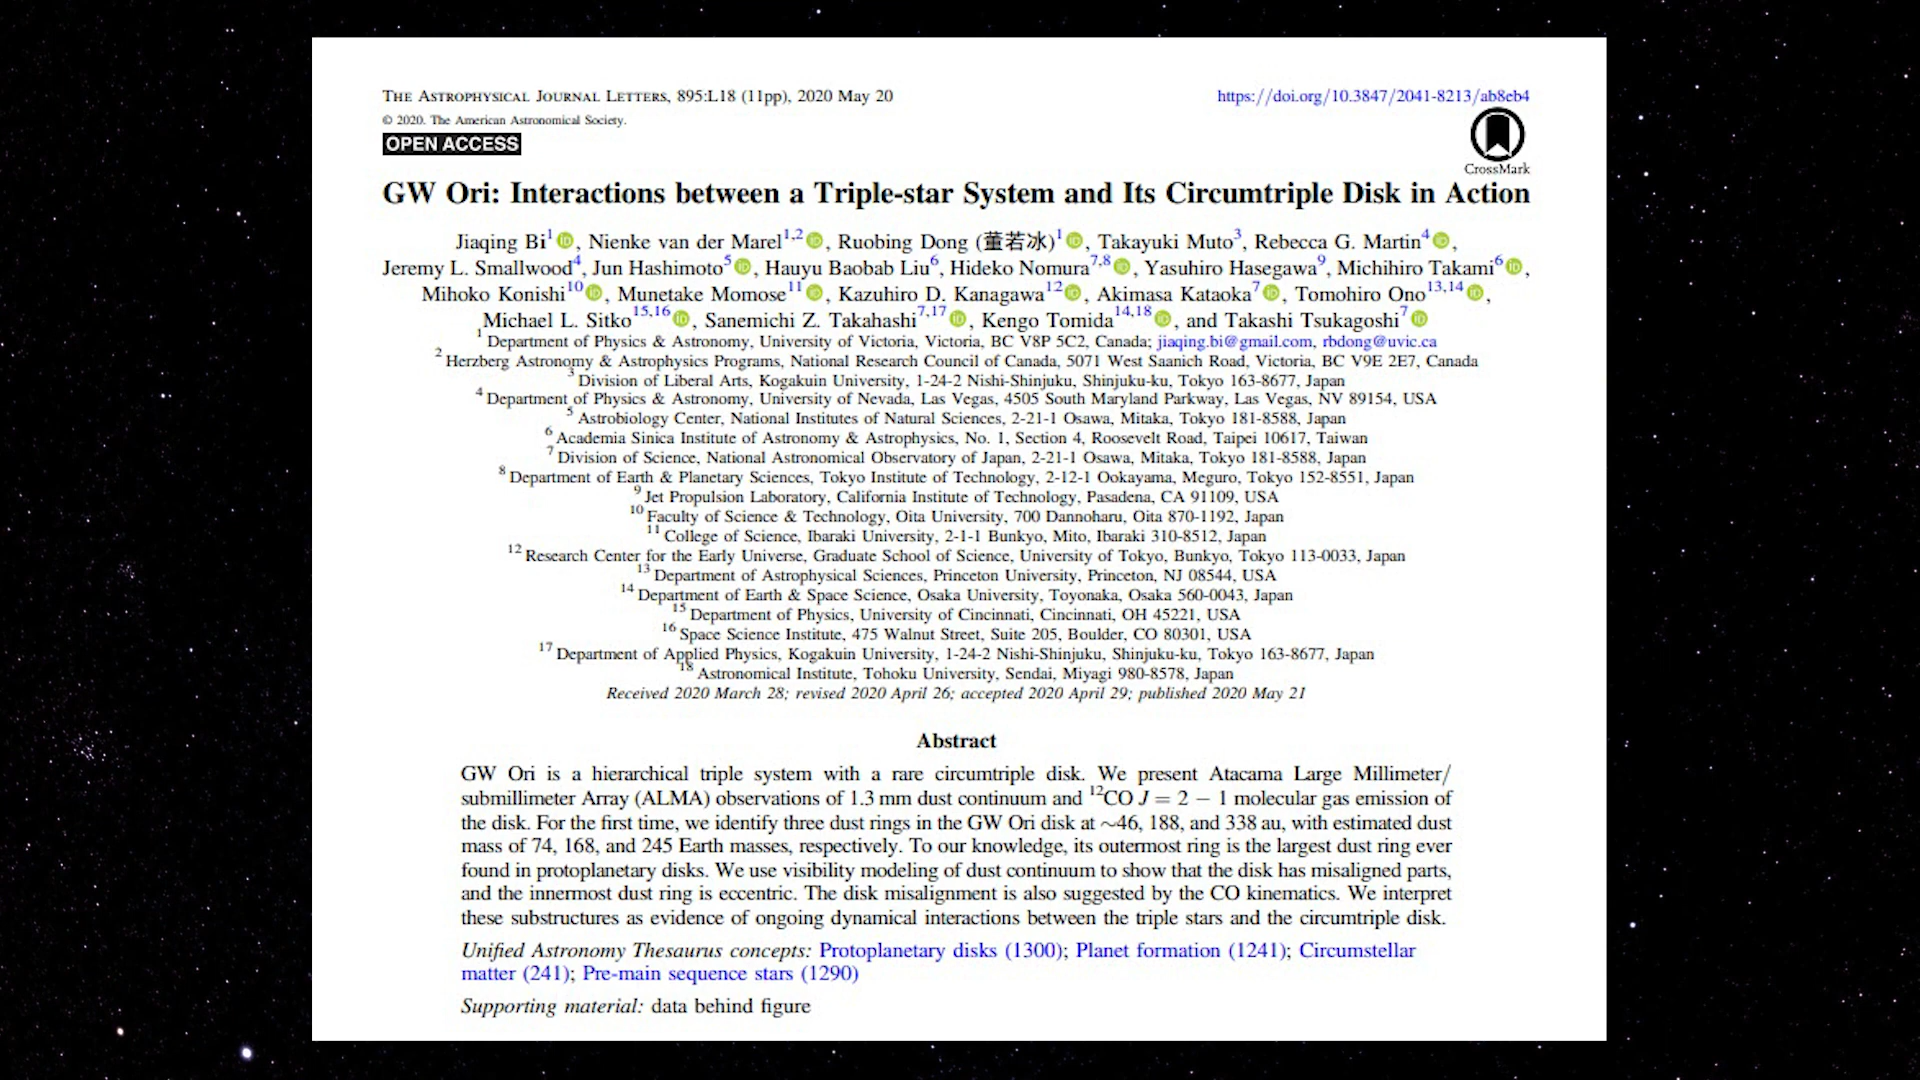 THE ASTROPHYSICAL JOURNAL LETTERS, 895:L18 (11pp), 2020 May 20
https://doi.org/10.3847/2041-8213/ab8eb4
© 2020. The American Astronomical Society.
OPEN ACCESS
CrossMark
GW Ori: Interactions between a Triple-star System and Its Circumtriple Disk in Action
Jiaqing Bi1 iD, Nienke van der Marel1,2 iD, Ruobing Dong (董若冰)1 iD, Takayuki Muto3, Rebecca G. Martin4 iD,
Jeremy L. Smallwood4, Jun Hashimoto5 iD, Hauyu Baobab Liu6, Hideko Nomura7,8 iD, Yasuhiro Hasegawa9, Michihiro Takami6 iD,
Mihoko Konishi10 iD, Munetake Momose11 iD, Kazuhiro D. Kanagawa12 iD, Akimasa Kataoka7 iD, Tomohiro Ono13,14 iD,
Michael L. Sitko15,16 iD, Sanemichi Z. Takahashi7,17 iD, Kengo Tomida14,18 iD, and Takashi Tsukagoshi7 iD
1 Department of Physics & Astronomy, University of Victoria, Victoria, BC V8P 5C2, Canada; jiaqing.bi@gmail.com, rbdong@uvic.ca
2 Herzberg Astronomy & Astrophysics Programs, National Research Council of Canada, 5071 West Saanich Road, Victoria, BC V9E 2E7, Canada
3 Division of Liberal Arts, Kogakuin University, 1-24-2 Nishi-Shinjuku, Shinjuku-ku, Tokyo 163-8677, Japan
4 Department of Physics & Astronomy, University of Nevada, Las Vegas, 4505 South Maryland Parkway, Las Vegas, NV 89154, USA
5 Astrobiology Center, National Institutes of Natural Sciences, 2-21-1 Osawa, Mitaka, Tokyo 181-8588, Japan
6 Academia Sinica Institute of Astronomy & Astrophysics, No. 1, Section 4, Roosevelt Road, Taipei 10617, Taiwan
7 Division of Science, National Astronomical Observatory of Japan, 2-21-1 Osawa, Mitaka, Tokyo 181-8588, Japan
8 Department of Earth & Planetary Sciences, Tokyo Institute of Technology, 2-12-1 Ookayama, Meguro, Tokyo 152-8551, Japan
9 Jet Propulsion Laboratory, California Institute of Technology, Pasadena, CA 91109, USA
10 Faculty of Science & Technology, Oita University, 700 Dannoharu, Oita 870-1192, Japan
11 College of Science, Ibaraki University, 2-1-1 Bunkyo, Mito, Ibaraki 310-8512, Japan
12 Research Center for the Early Universe, Graduate School of Science, University of Tokyo, Bunkyo, Tokyo 113-0033, Japan
13 Department of Astrophysical Sciences, Princeton University, Princeton, NJ 08544, USA
14 Department of Earth & Space Science, Osaka University, Toyonaka, Osaka 560-0043, Japan
15 Department of Physics, University of Cincinnati, Cincinnati, OH 45221, USA
16 Space Science Institute, 475 Walnut Street, Suite 205, Boulder, CO 80301, USA
17 Department of Applied Physics, Kogakuin University, 1-24-2 Nishi-Shinjuku, Shinjuku-ku, Tokyo 163-8677, Japan
18 Astronomical Institute, Tohoku University, Sendai, Miyagi 980-8578, Japan
Received 2020 March 28; revised 2020 April 26; accepted 2020 April 29; published 2020 May 21
Abstract
GW Ori is a hierarchical triple system with a rare circumtriple disk. We present Atacama Large Millimeter/
submillimeter Array (ALMA) observations of 1.3 mm dust continuum and 12CO J = 2 − 1 molecular gas emission of
the disk. For the first time, we identify three dust rings in the GW Ori disk at ~46, 188, and 338 au, with estimated dust
mass of 74, 168, and 245 Earth masses, respectively. To our knowledge, its outermost ring is the largest dust ring ever
found in protoplanetary disks. We use visibility modeling of dust continuum to show that the disk has misaligned parts,
and the innermost dust ring is eccentric. The disk misalignment is also suggested by the CO kinematics. We interpret
these substructures as evidence of ongoing dynamical interactions between the triple stars and the circumtriple disk.
Unified Astronomy Thesaurus concepts: Protoplanetary disks (1300); Planet formation (1241); Circumstellar
matter (241); Pre-main sequence stars (1290)
Supporting material: data behind figure